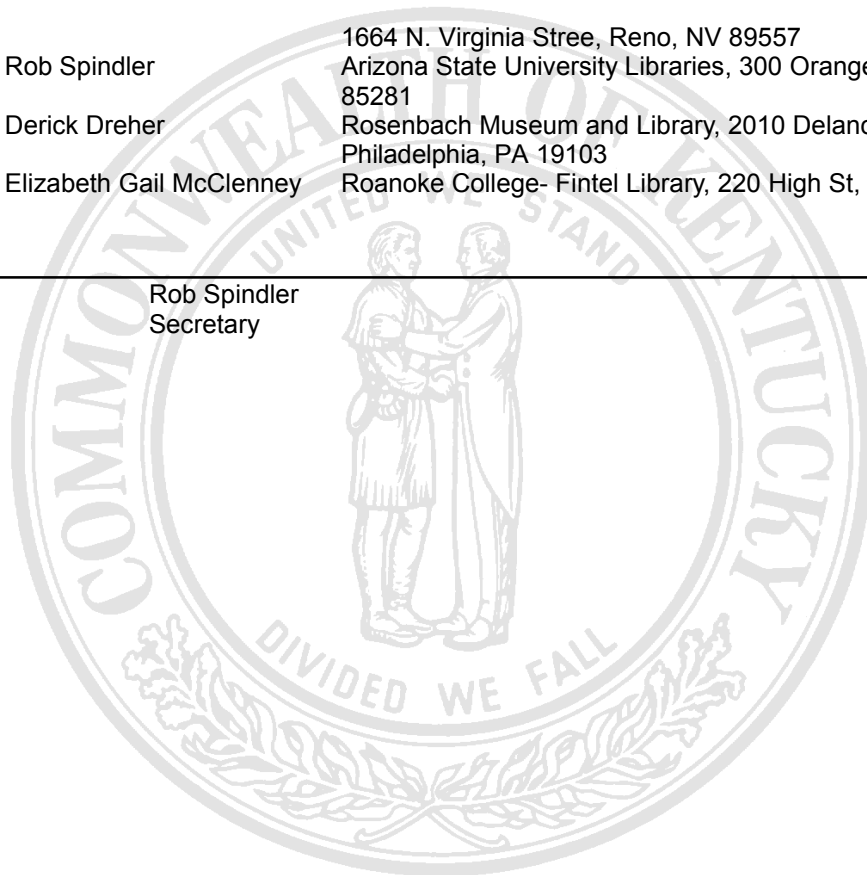 1664 N. Virginia Stree, Reno, NV 89557
Rob Spindler Arizona State University Libraries, 300 Orange
85281
Derick Dreher Rosenbach Museum and Library, 2010 Delanc
Philadelphia, PA 19103
Elizabeth Gail McClenney Roanoke College- Fintel Library, 220 High St,
Rob Spindler
Secretary
COMMONWEALTH OF KENTUCKY
UNITED WE STAND
DIVIDED WE FALL